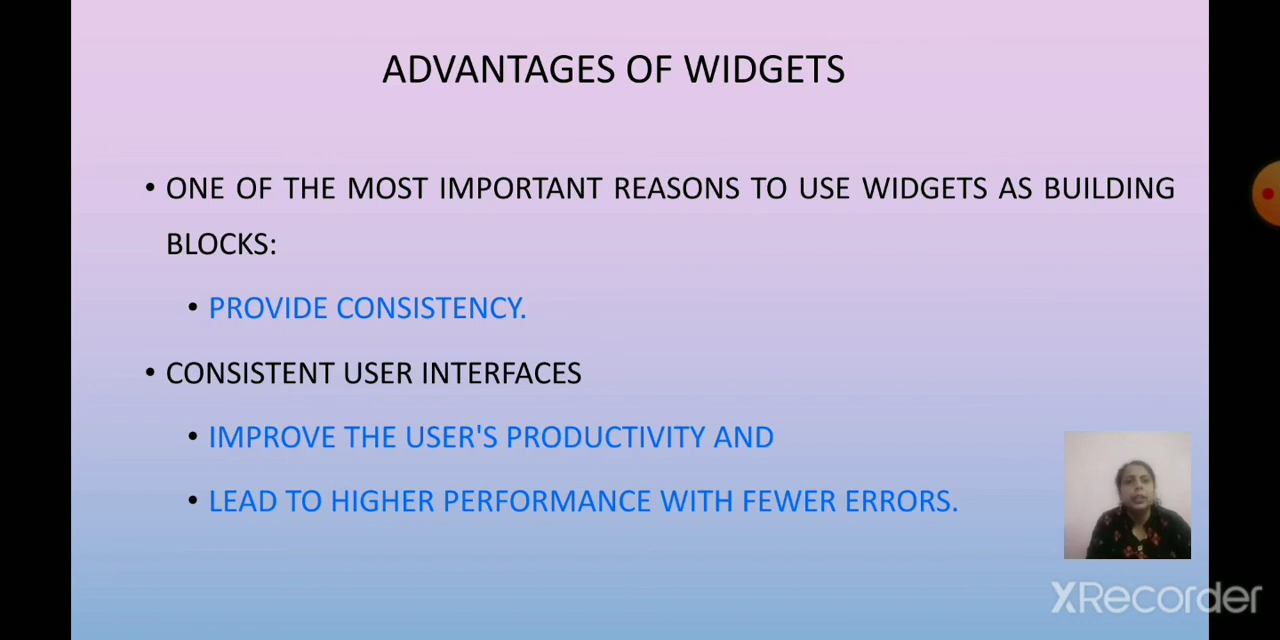 ADVANTAGES OF WIDGETS
• ONE OF THE MOST IMPORTANT REASONS TO USE WIDGETS AS BUILDING
BLOCKS:
• PROVIDE CONSISTENCY.
• CONSISTENT USER INTERFACES
• IMPROVE THE USER'S PRODUCTIVITY AND
• LEAD TO HIGHER PERFORMANCE WITH FEWER ERRORS.
XRecorder